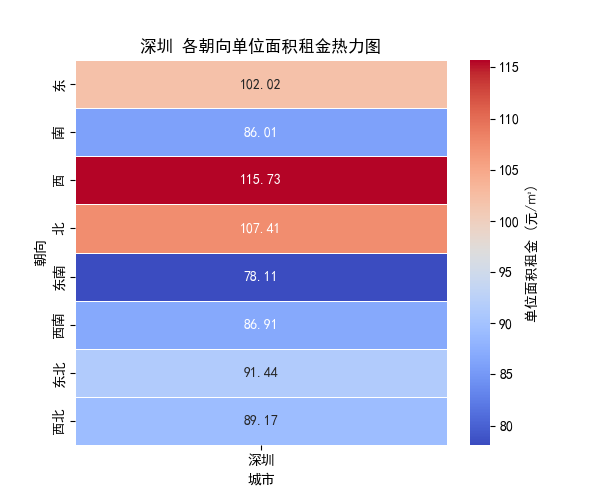 深圳 各朝向单位面积租金热力图
东
102.02
南
86.01
西
115.73
北
107.41
东南
78.11
西南
86.91
东北
91.44
西北
89.17
朝向
深圳
城市
115
110
105
100
95
90
85
80
单位面积租金 (元/㎡)